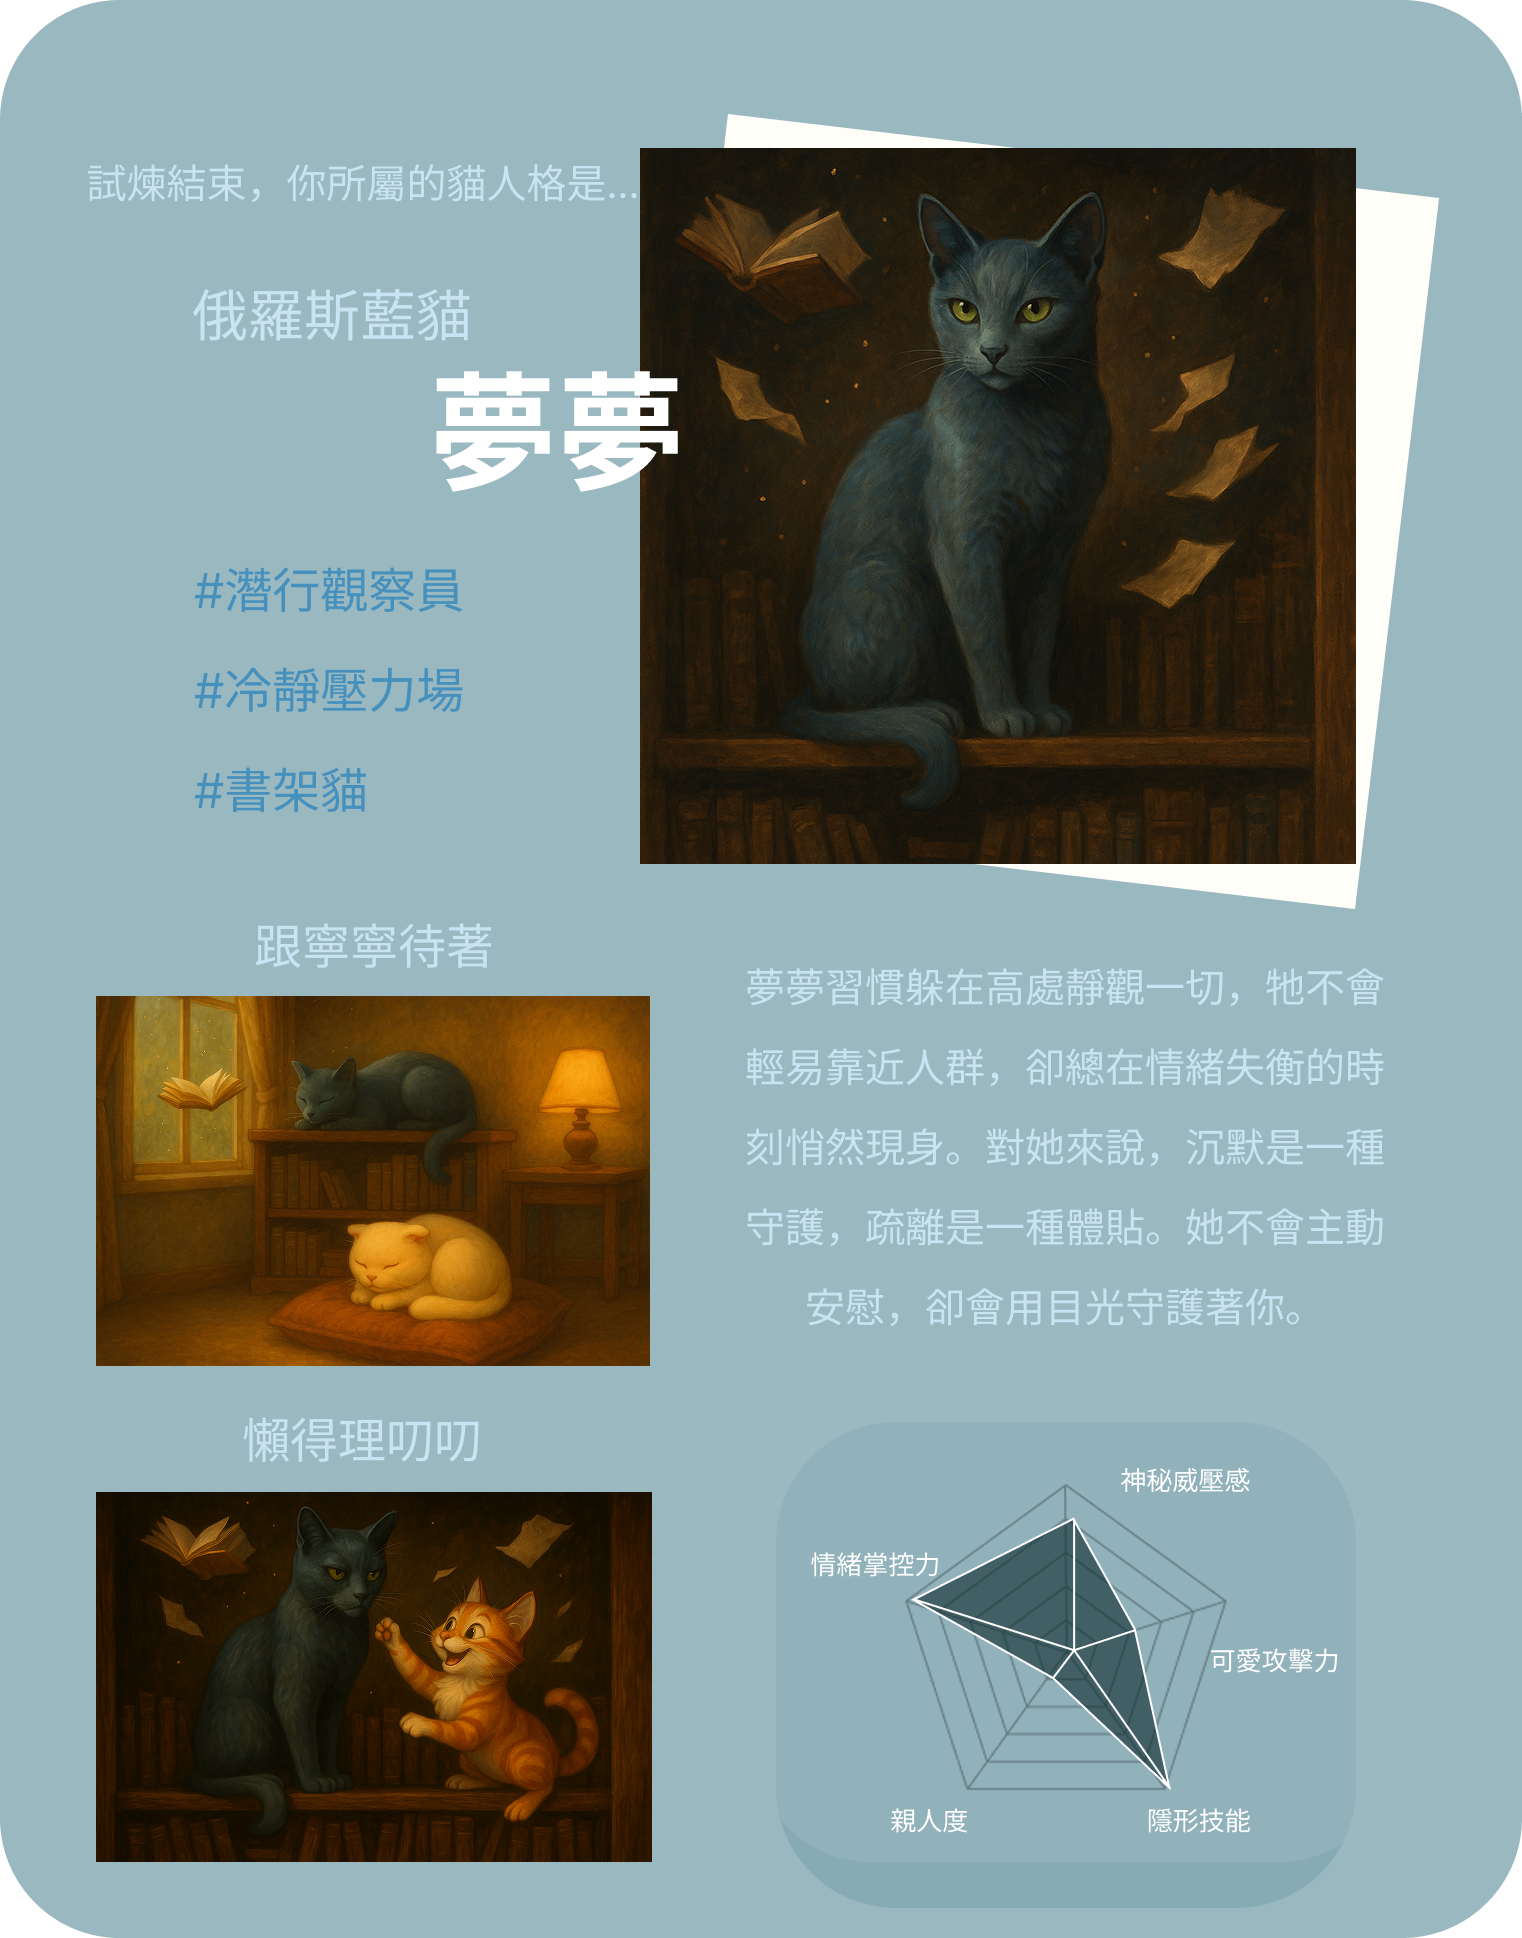 試煉結束，你所屬的貓人格是...
俄羅斯藍貓
夢夢
#潛行觀察員
#冷靜壓力場
#書架貓
跟寧寧待著
夢夢習慣躲在高處靜觀一切，牠不會
輕易靠近人群，卻總在情緒失衡的時
刻悄然現身。對她來說，沉默是一種
守護，疏離是一種體貼。她不會主動
安慰，卻會用目光守護著你。
懶得理叨叨
神秘威壓感
情緒掌控力
可愛攻擊力
親人度
隱形技能